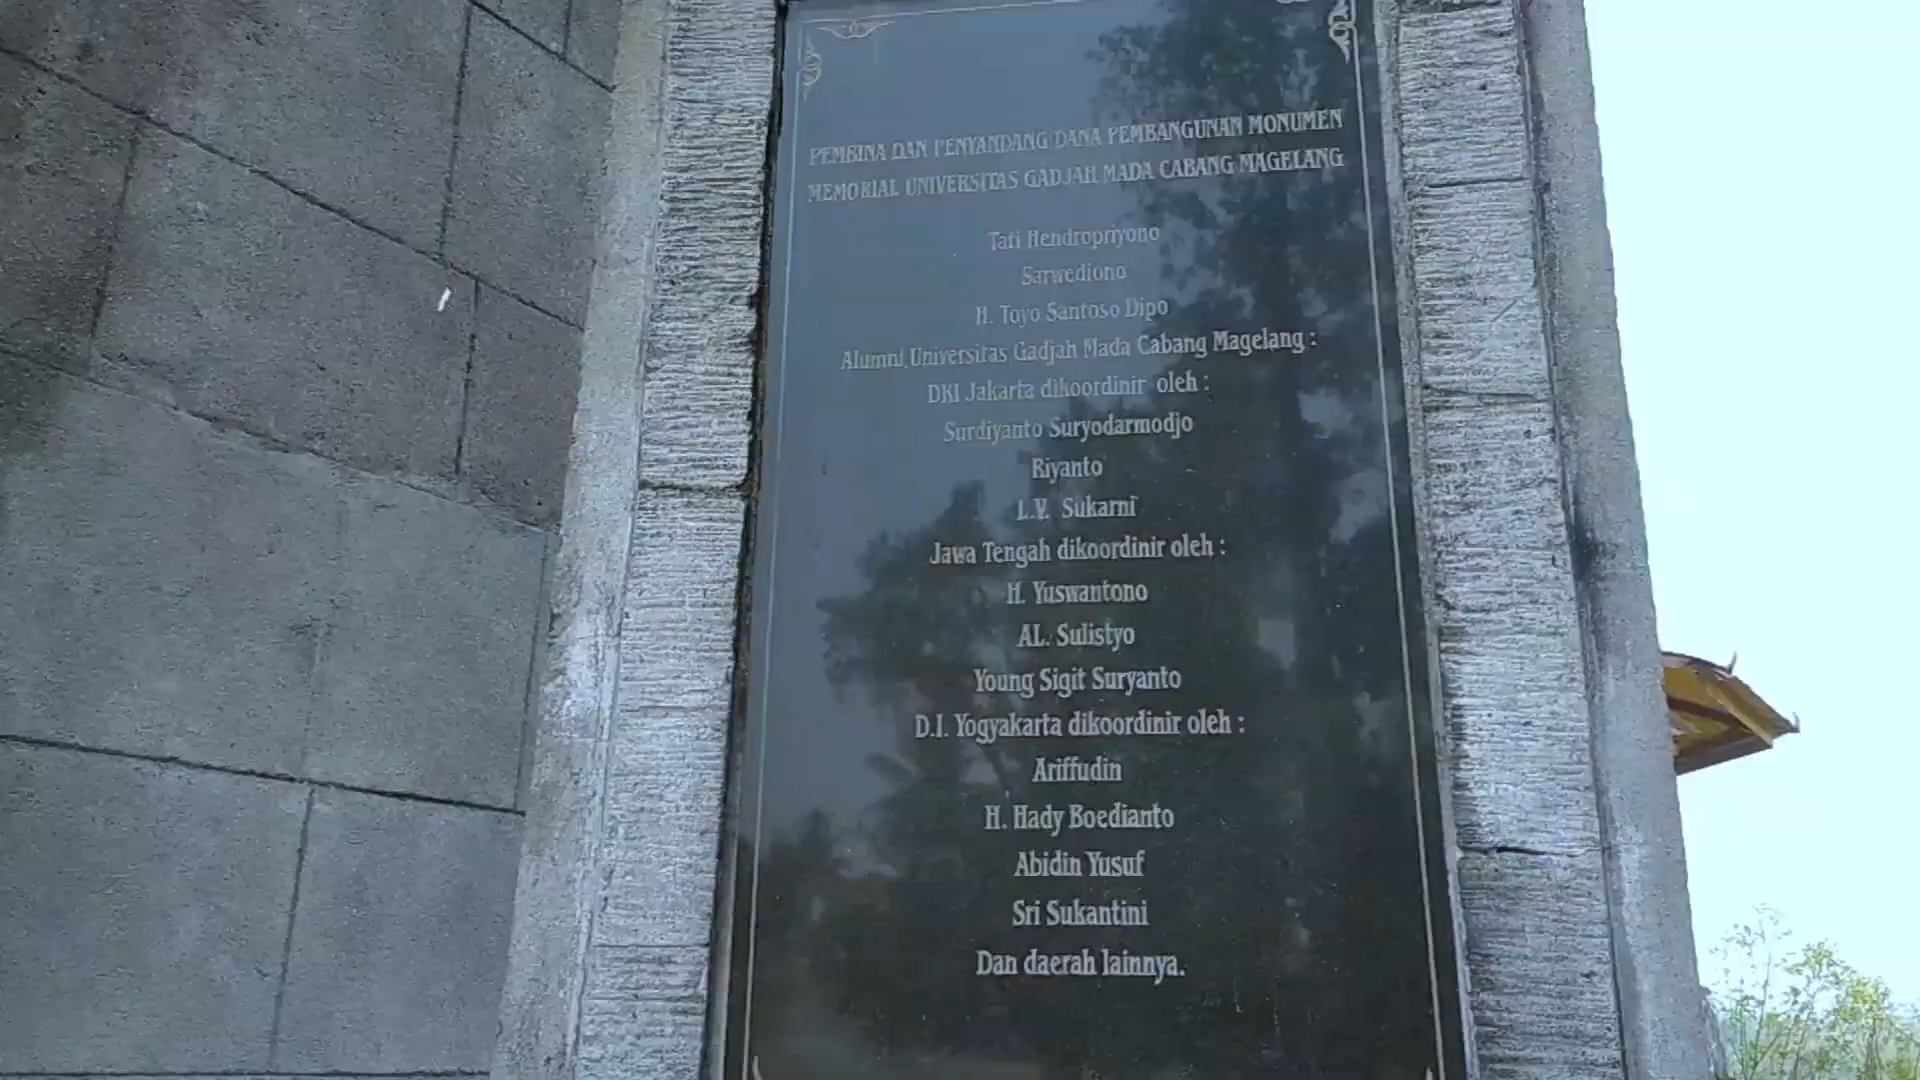 PEMBINA DAN PENYANDANG DANA PEMBANGUNAN MONUMEN
MEMORIAL UNIVERSITAS GADJAH MADA CABANG MAGELANG
Tati Hendropriyono
Sarwediono
H. Toyo Santoso Dipo
Alumni Universitas Gadjah Mada Cabang Magelang :
DKI Jakarta dikoordinir oleh :
Surdiyanto Suryodarmodjo
Riyanto
L.V. Sukarni
Jawa Tengah dikoordinir oleh :
H. Yuswantono
AL. Sulistyo
Young Sigit Suryanto
D.I. Yogyakarta dikoordinir oleh :
Ariffudin
H. Hady Boedianto
Abidin Yusuf
Sri Sukantini
Dan daerah lainnya.